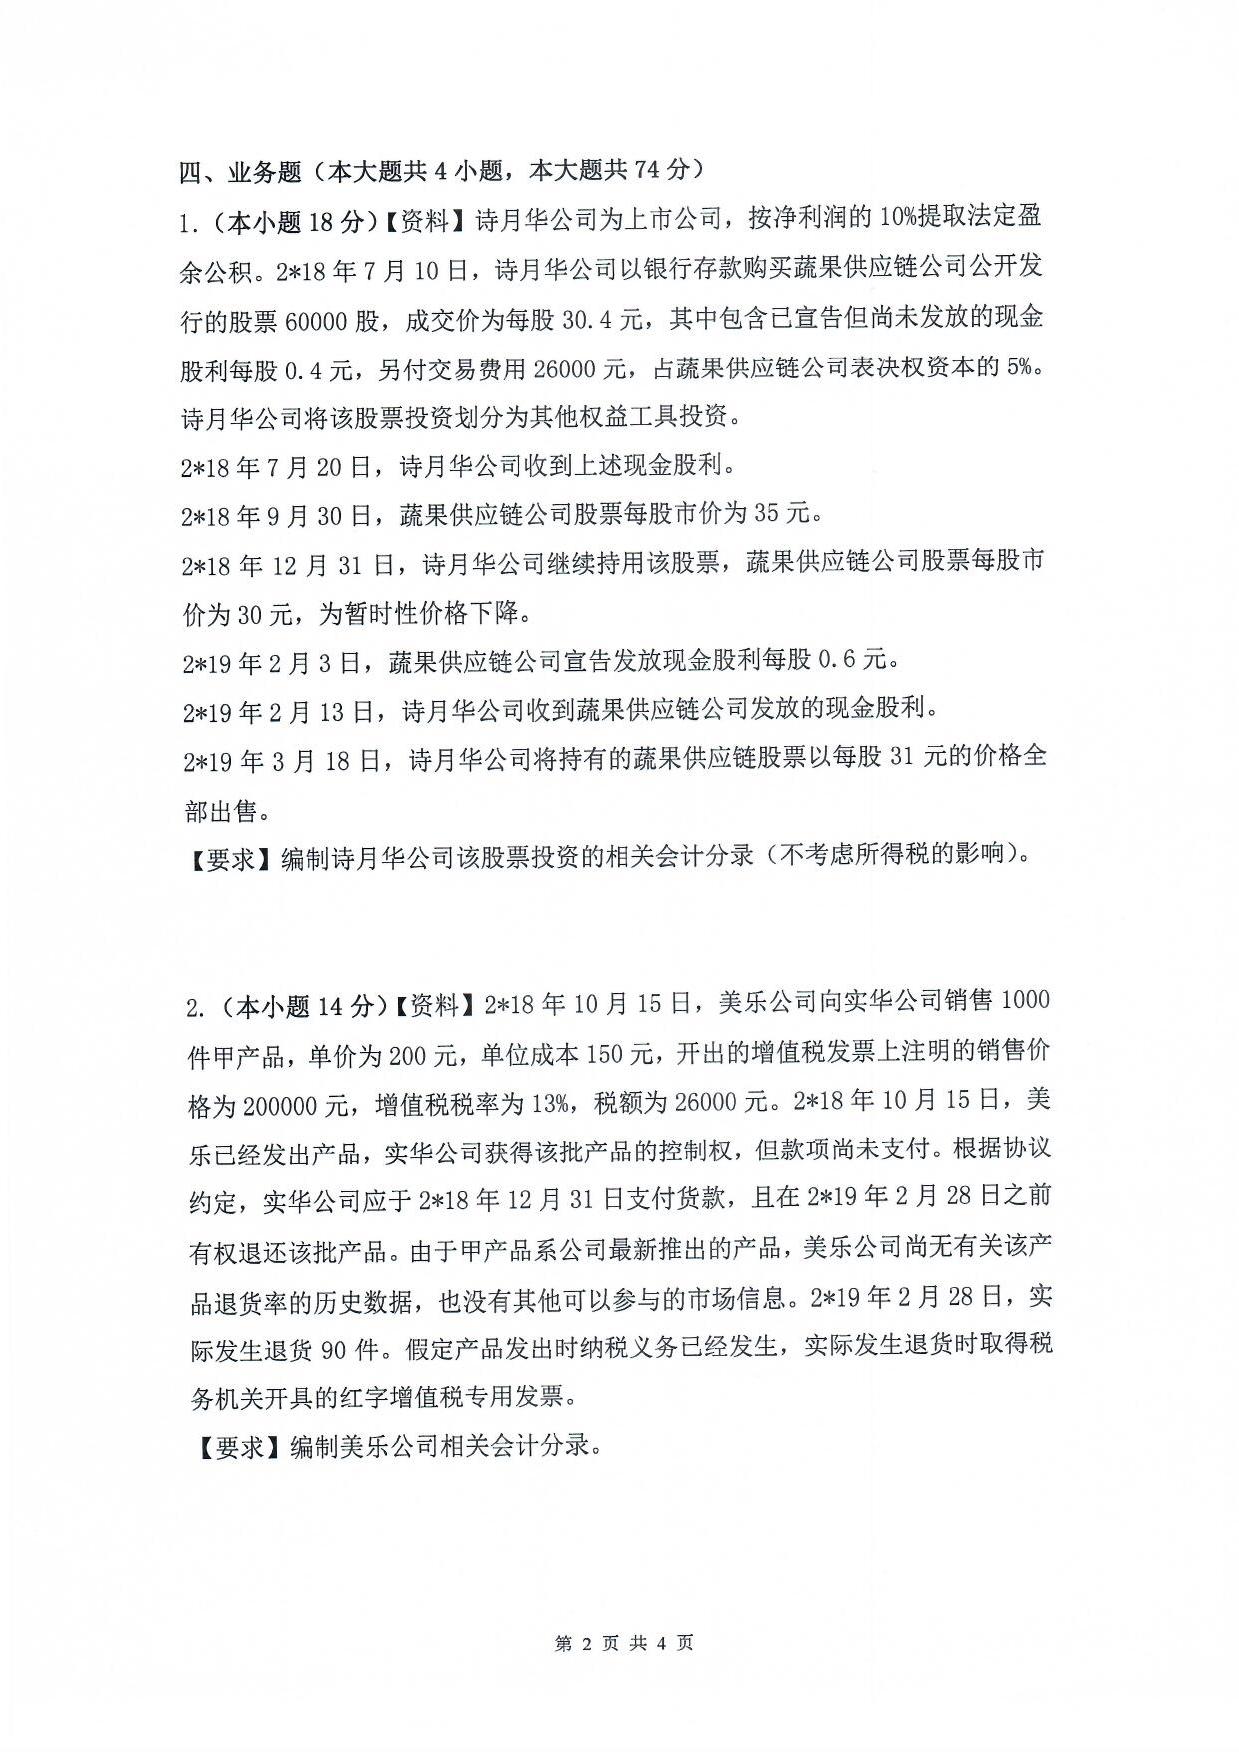 四、业务题（本大题共 4 小题，本大题共 74 分）
1.（本小题 18 分）【资料】诗月华公司为上市公司，按净利润的 10%提取法定盈
余公积。2*18 年 7 月 10 日，诗月华公司以银行存款购买蔬果供应链公司公开发
行的股票 60000 股，成交价为每股 30.4 元，其中包含已宣告但尚未发放的现金
股利每股 0.4 元，另付交易费用 26000 元，占蔬果供应链公司表决权资本的 5%。
诗月华公司将该股票投资划分为其他权益工具投资。
2*18 年 7 月 20 日，诗月华公司收到上述现金股利。
2*18 年 9 月 30 日，蔬果供应链公司股票每股市价为 35 元。
2*18 年 12 月 31 日，诗月华公司继续持用该股票，蔬果供应链公司股票每股市
价为 30 元，为暂时性价格下降。
2*19 年 2 月 3 日，蔬果供应链公司宣告发放现金股利每股 0.6 元。
2*19 年 2 月 13 日，诗月华公司收到蔬果供应链公司发放的现金股利。
2*19 年 3 月 18 日，诗月华公司将持有的蔬果供应链股票以每股 31 元的价格全
部出售。
【要求】编制诗月华公司该股票投资的相关会计分录（不考虑所得税的影响）。
2.（本小题 14 分）【资料】2*18 年 10 月 15 日，美乐公司向实华公司销售 1000
件甲产品，单价为 200 元，单位成本 150 元，开出的增值税发票上注明的销售价
格为 200000 元，增值税税率为 13%，税额为 26000 元。2*18 年 10 月 15 日，美
乐已经发出产品，实华公司获得该批产品的控制权，但款项尚未支付。根据协议
约定，实华公司应于 2*18 年 12 月 31 日支付货款，且在 2*19 年 2 月 28 日之前
有权退还该批产品。由于甲产品系公司最新推出的产品，美乐公司尚无有关该产
品退货率的历史数据，也没有其他可以参与的市场信息。2*19 年 2 月 28 日，实
际发生退货 90 件。假定产品发出时纳税义务已经发生，实际发生退货时取得税
务机关开具的红字增值税专用发票。
【要求】编制美乐公司相关会计分录。
第 2 页 共 4 页